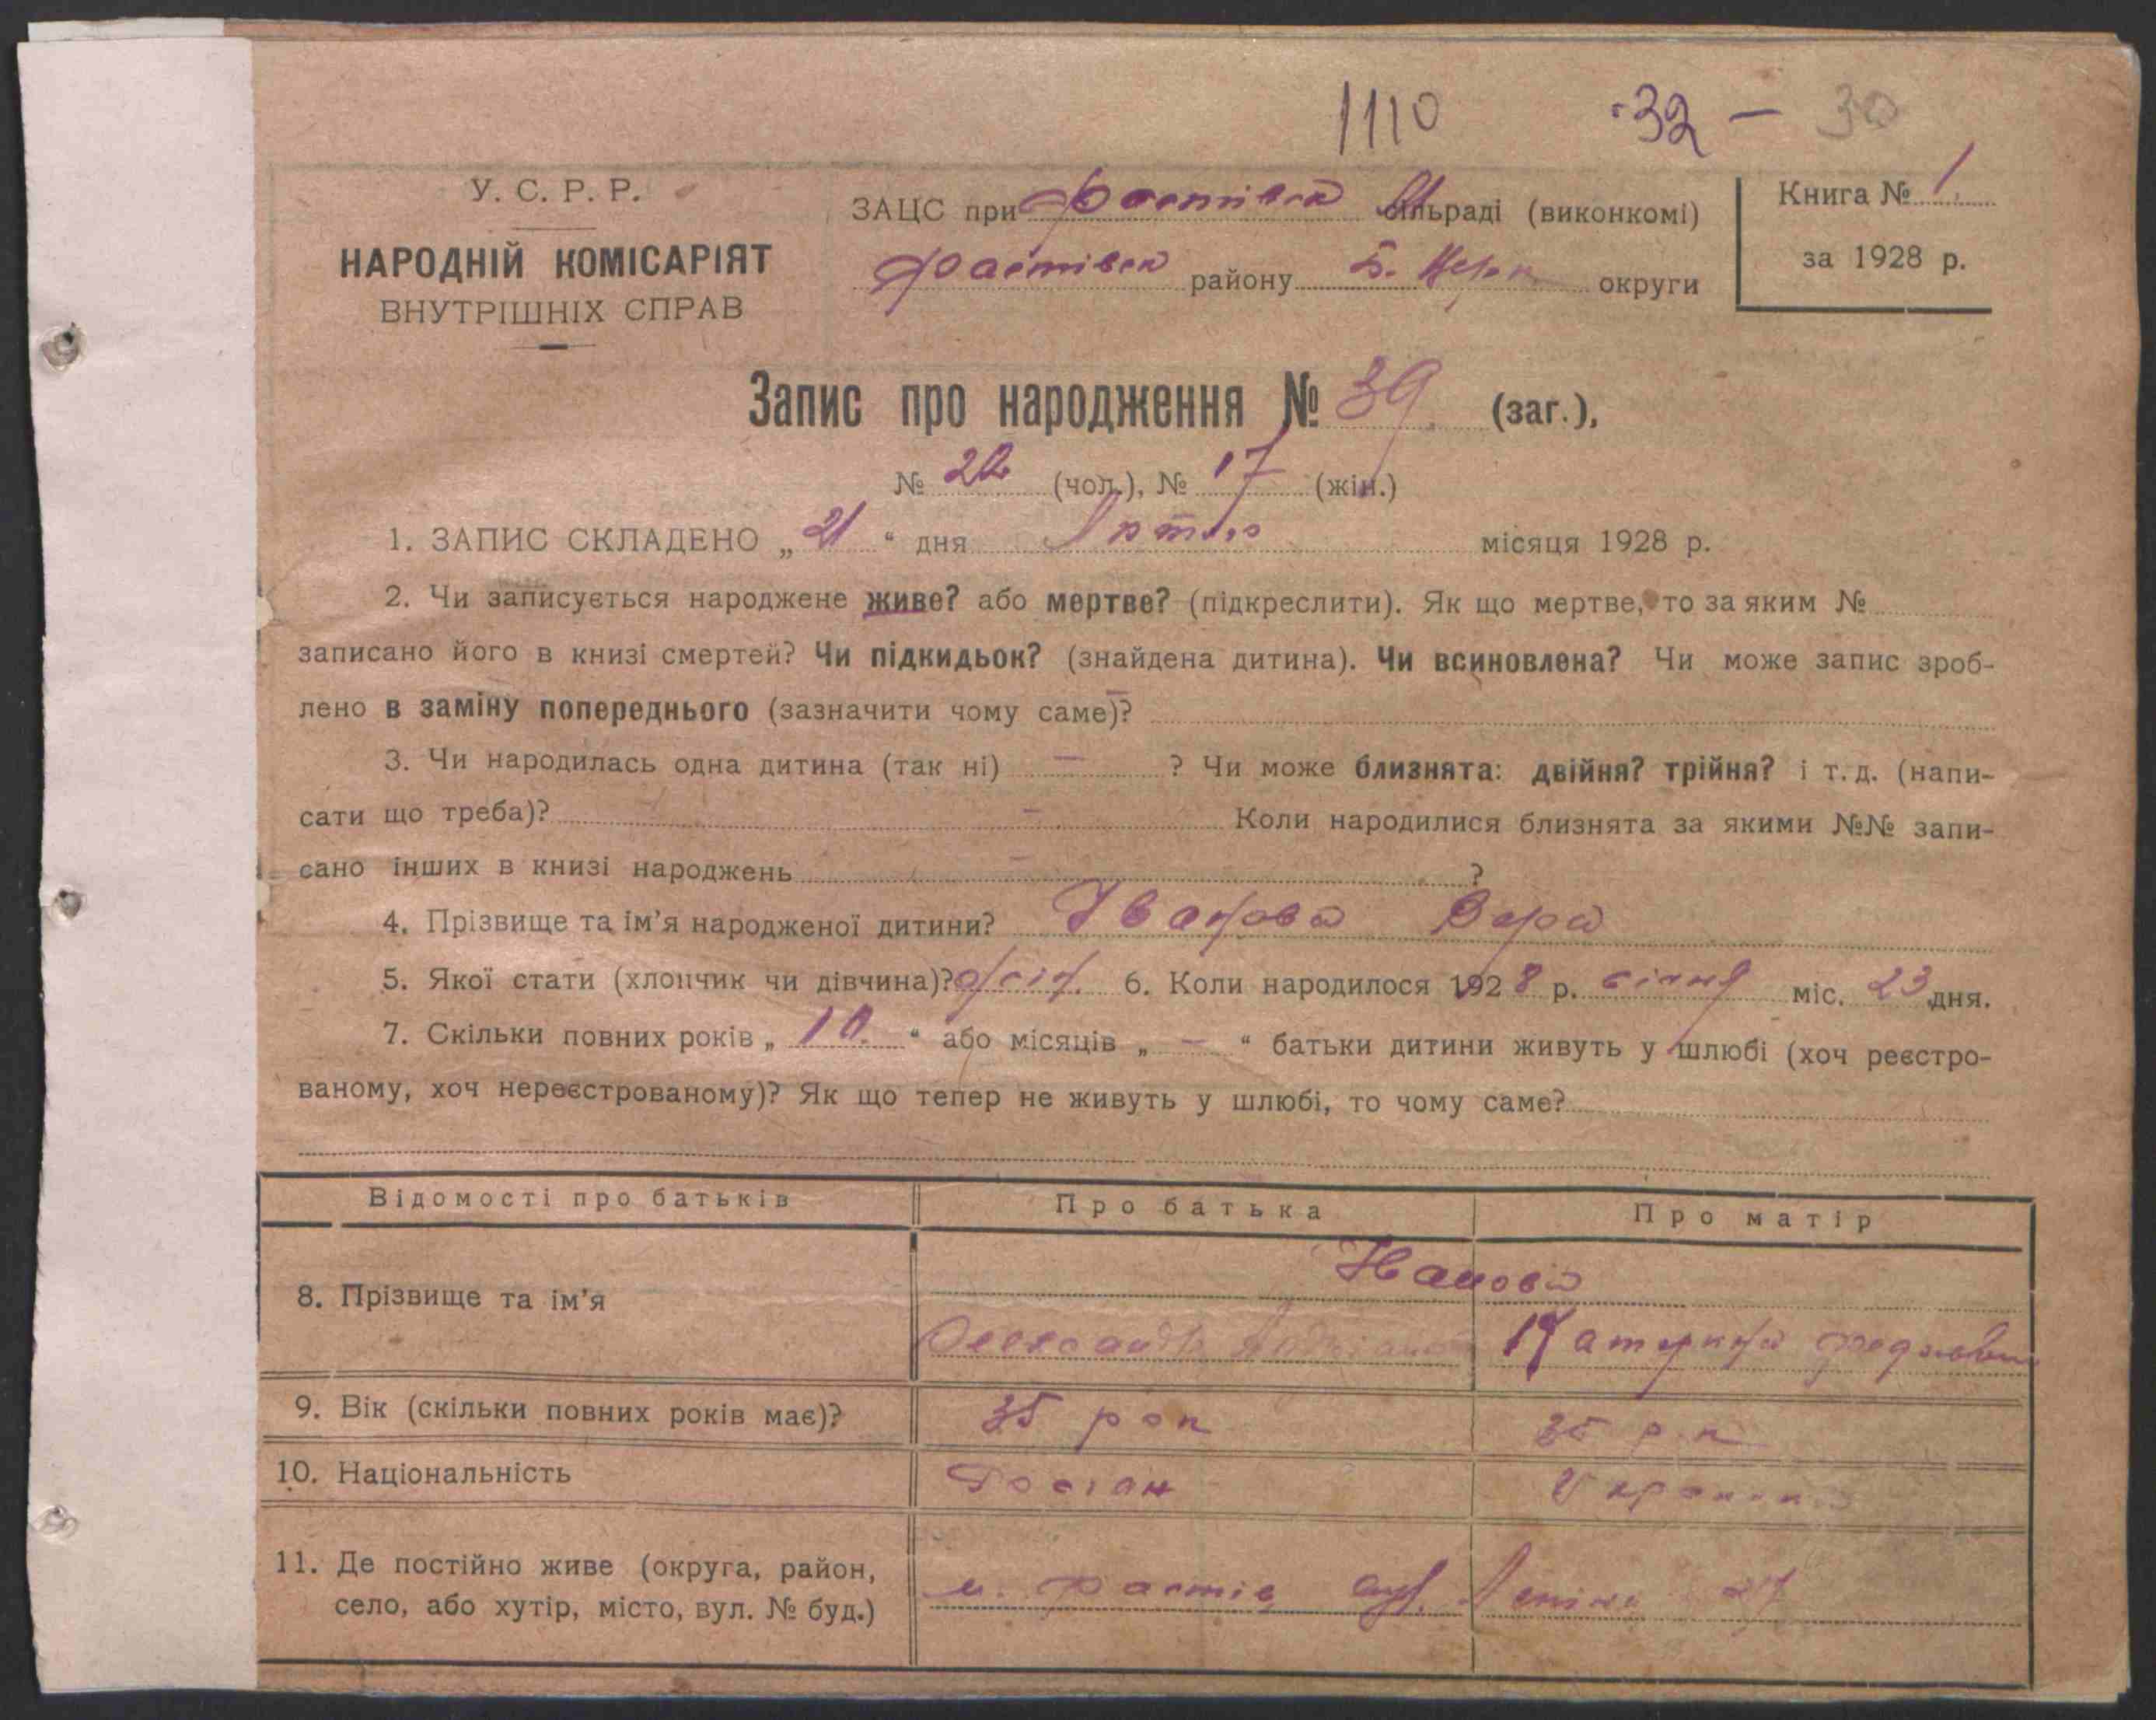 1110 32 – 30
У. С. Р. Р.
НАРОДНІЙ КОМІСАРІЯТ
ВНУТРІШНІХ СПРАВ
ЗАЦС при Фастівск сільраді (виконкомі)
Фастівск району Б. Церк округи
Книга № 1
за 1928 р.
Запис про народження № 39 (заг.),
№ 22 (чол.), № 17 (жін.)
1. ЗАПИС СКЛАДЕНО „ 21 “ дня Лютого місяця 1928 р.
2. Чи записується народжене живе? або мертве? (підкреслити). Як що мертве, то за яким №
записано його в книзі смертей? Чи підкидьок? (знайдена дитина). Чи всиновлена? Чи може запис зроб-
лено в заміну попереднього (зазначити чому саме)?
3. Чи народилась одна дитина (так ні) – ? Чи може близнята: двійня? трійня? і т. д. (напи-
сати що треба)? – Коли народилися близнята за якими №№ запи-
сано інших в книзі народжень – ?
4. Прізвище та ім’я народженої дитини? Іванова Вера
5. Якої стати (хлопчик чи дівчина)? дівч. 6. Коли народилося 1928 р. січня міс. 23 дня.
7. Скільки повних років „ 10. “ або місяців „ – “ батьки дитини живуть у шлюбі (хоч реєстро-
ваному, хоч нереєстрованому)? Як що тепер не живуть у шлюбі, то чому саме?
Відомості про батьків Про батька Про матір
8. Прізвище та ім’я Іванови
Олександр Катерина
9. Вік (скільки повних років має)? 35 рок 35 рок
10. Національність Росіян Українка
11. Де постійно живе (округа, район,
село, або хутір, місто, вул. № буд.)
м. Фастів, вул. Леніна 27